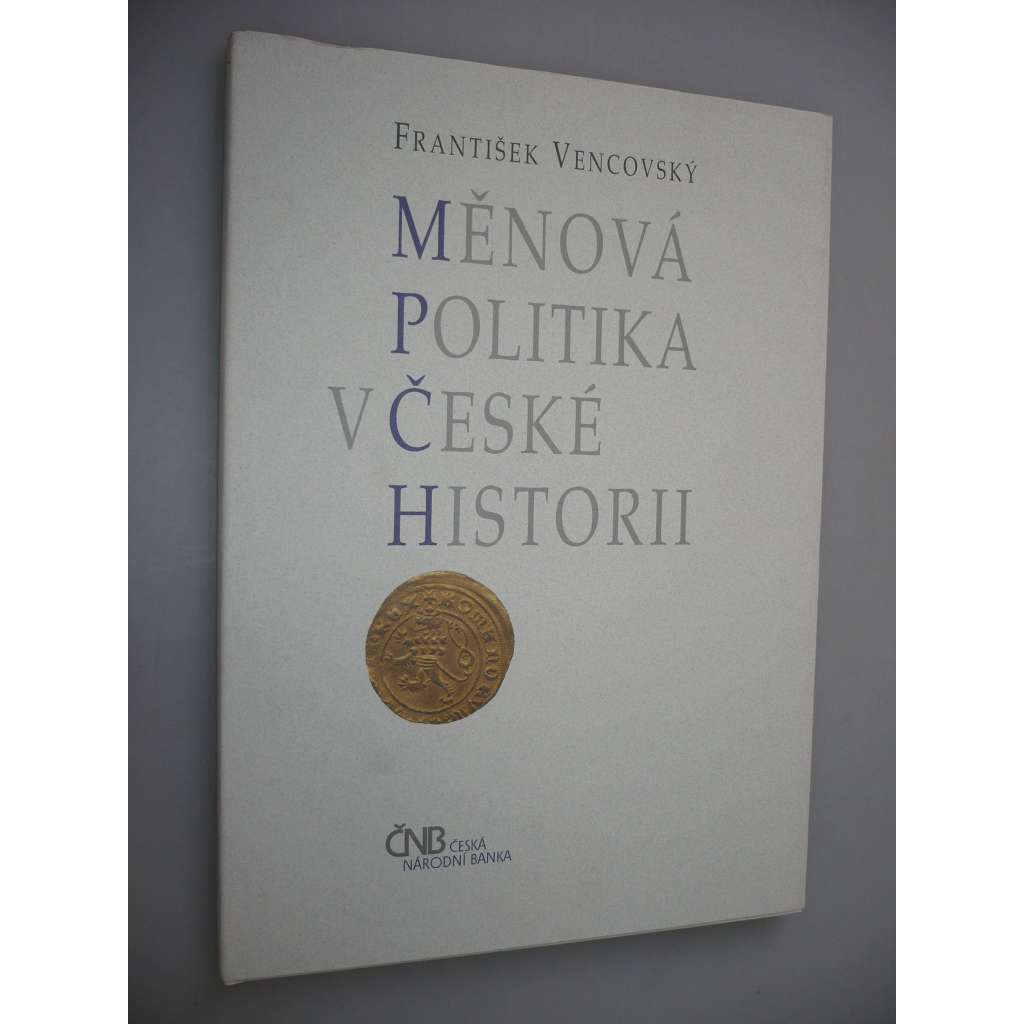 FRANTIŠEK VENCOVSKÝ
MĚNOVÁ
POLITIKA
V ČESKÉ
HISTORII
ČNB ČESKÁ
NÁRODNÍ BANKA